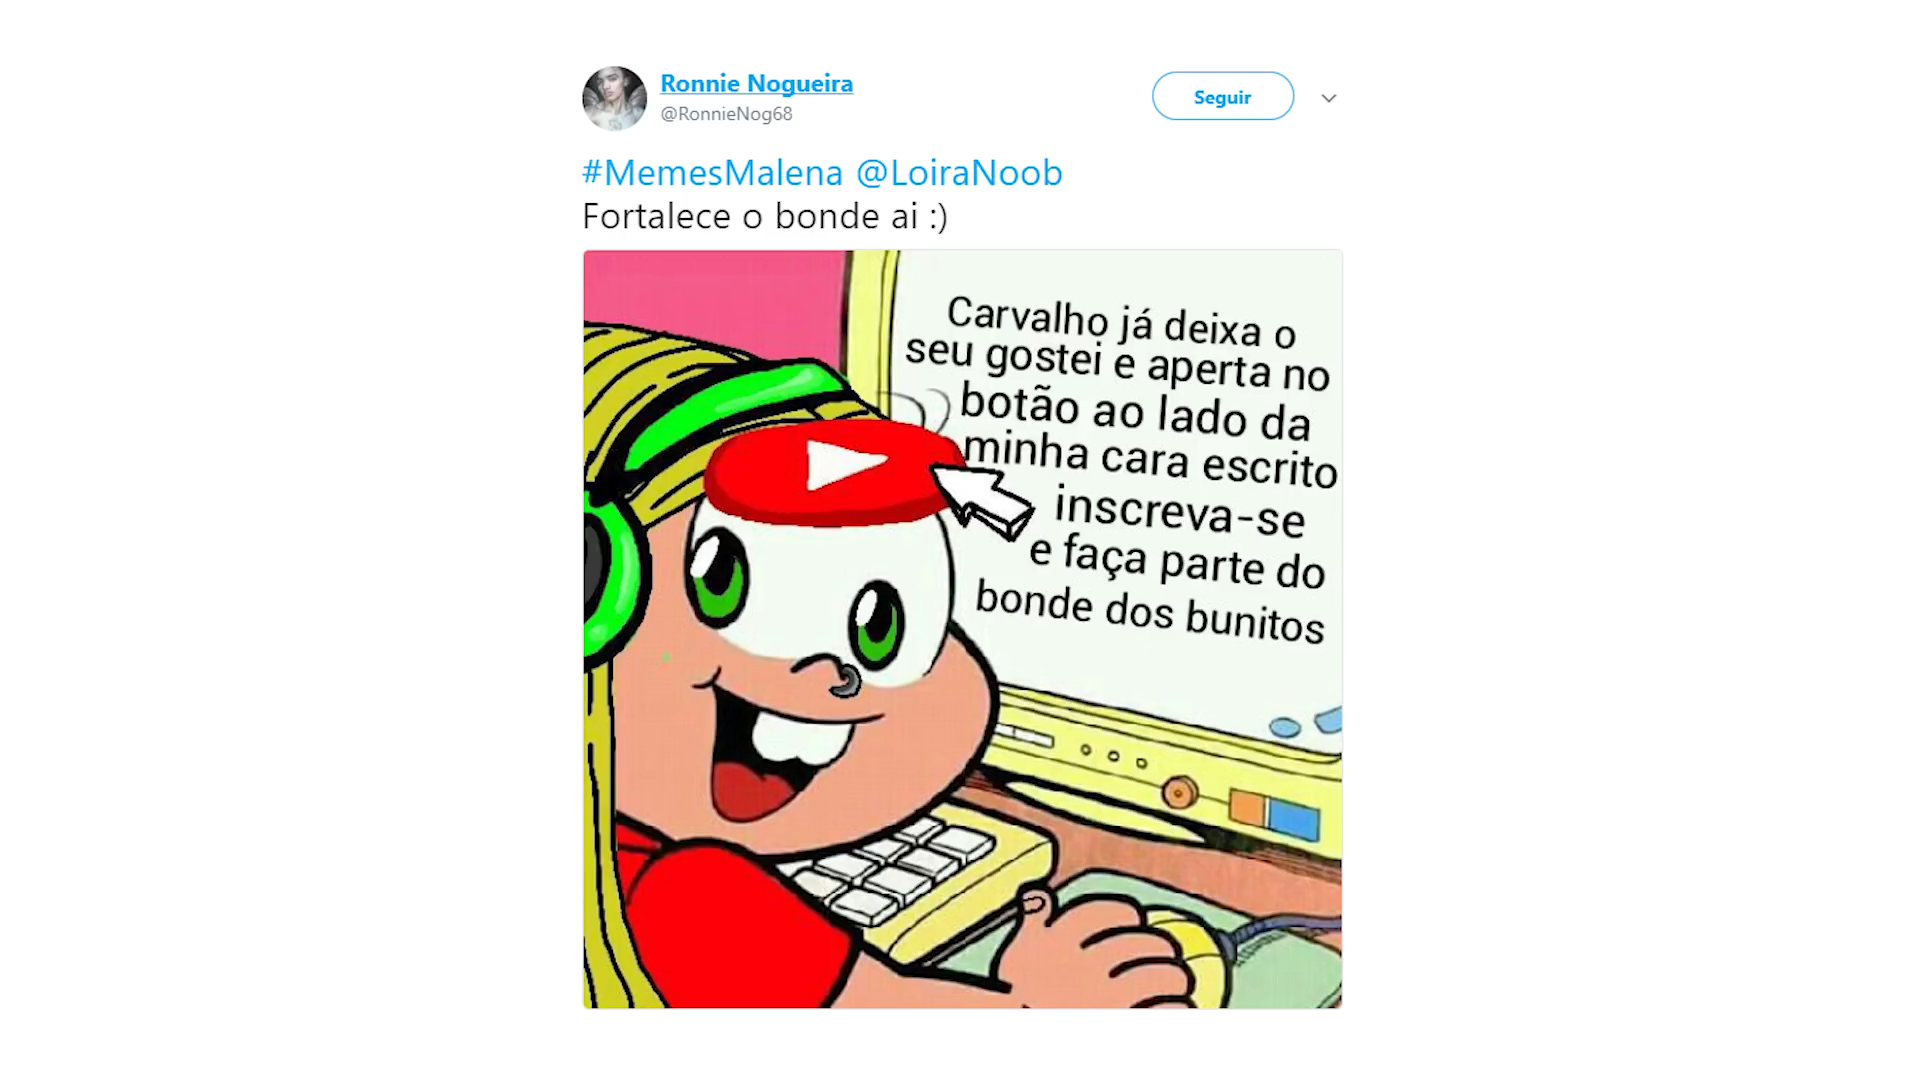 Ronnie Nogueira
@RonnieNog68
Seguir
#MemesMalena @LoiraNoob
Fortalece o bonde ai :)
Carvalho já deixa o
seu gostei e aperta no
botão ao lado da
minha cara escrito
inscreva-se
e faça parte do
bonde dos bunitos